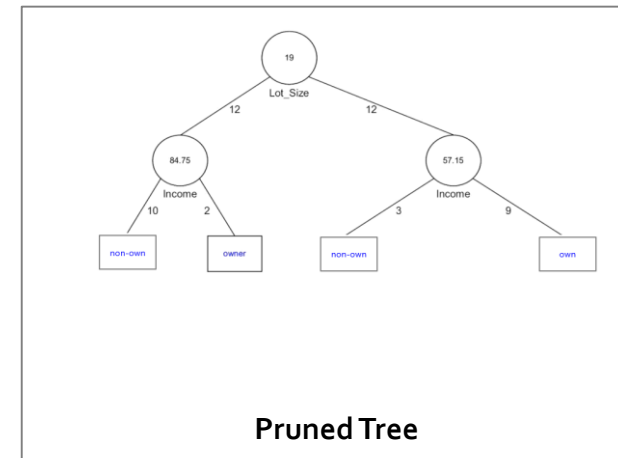 19
Lot_Size
12 12
84.75 57.15
Income Income
10 2 3 9
non-own owner non-own own
Pruned Tree